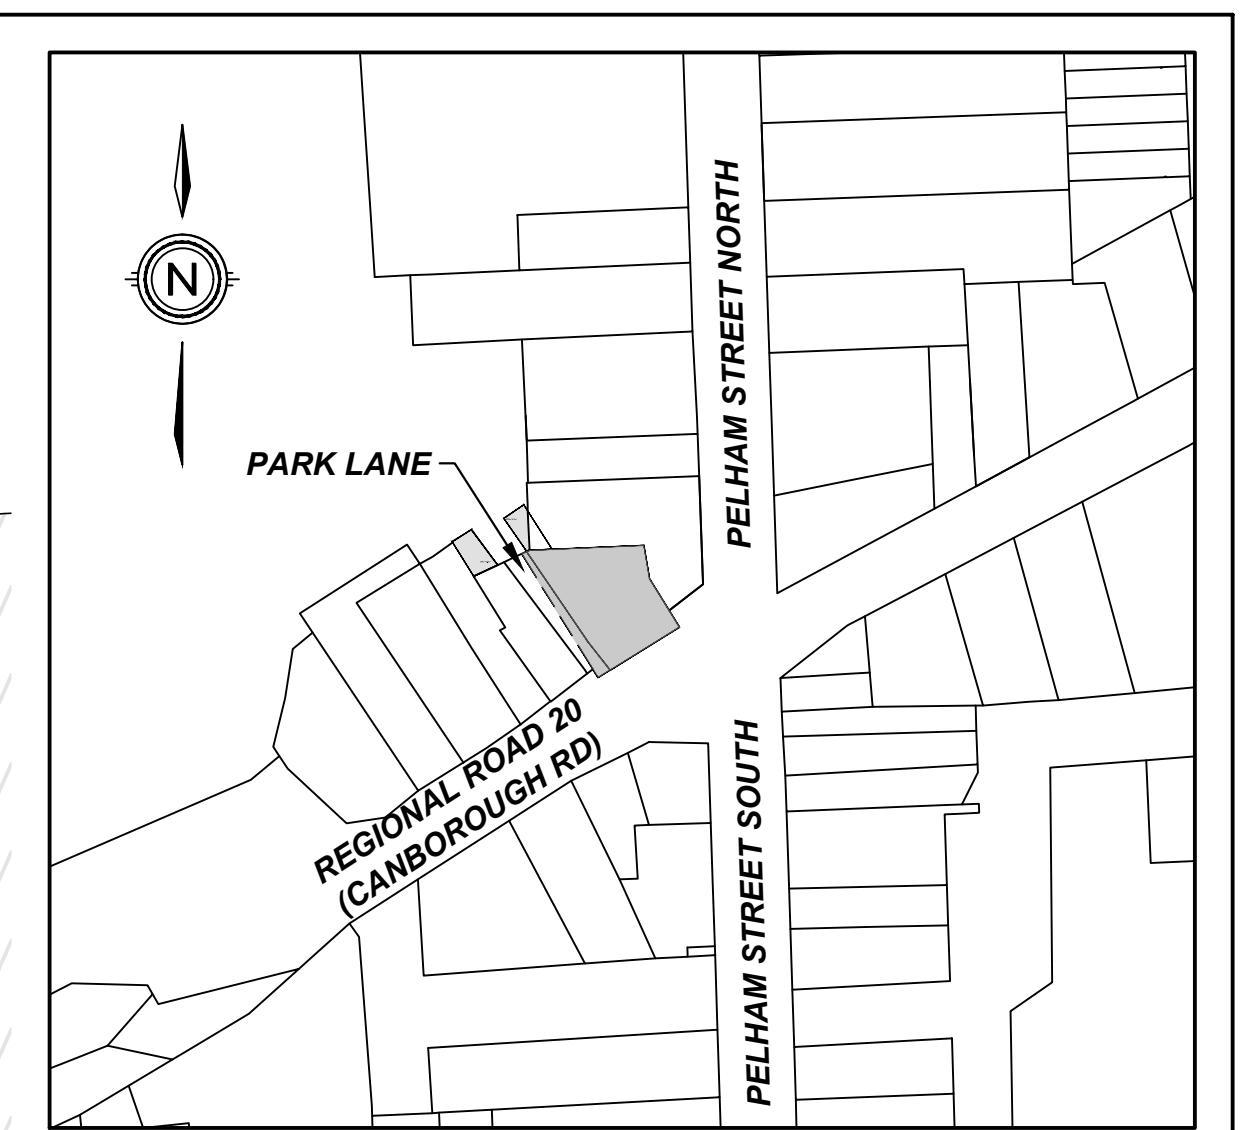 N
PELHAM STREET NORTH
PARK LANE
REGIONAL ROAD 20
(CANBOROUGH RD)
PELHAM STREET SOUTH